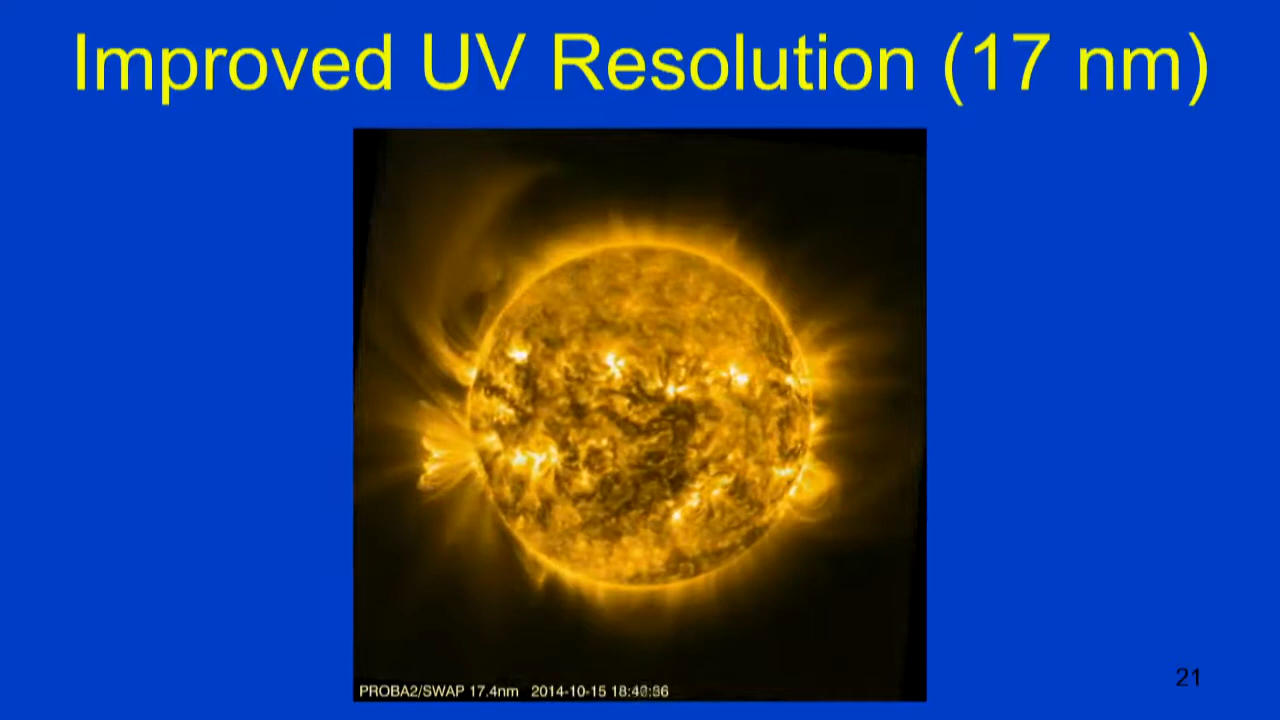 Improved UV Resolution (17 nm)
PROBA2/SWAP 17.4nm 2014-10-15
21